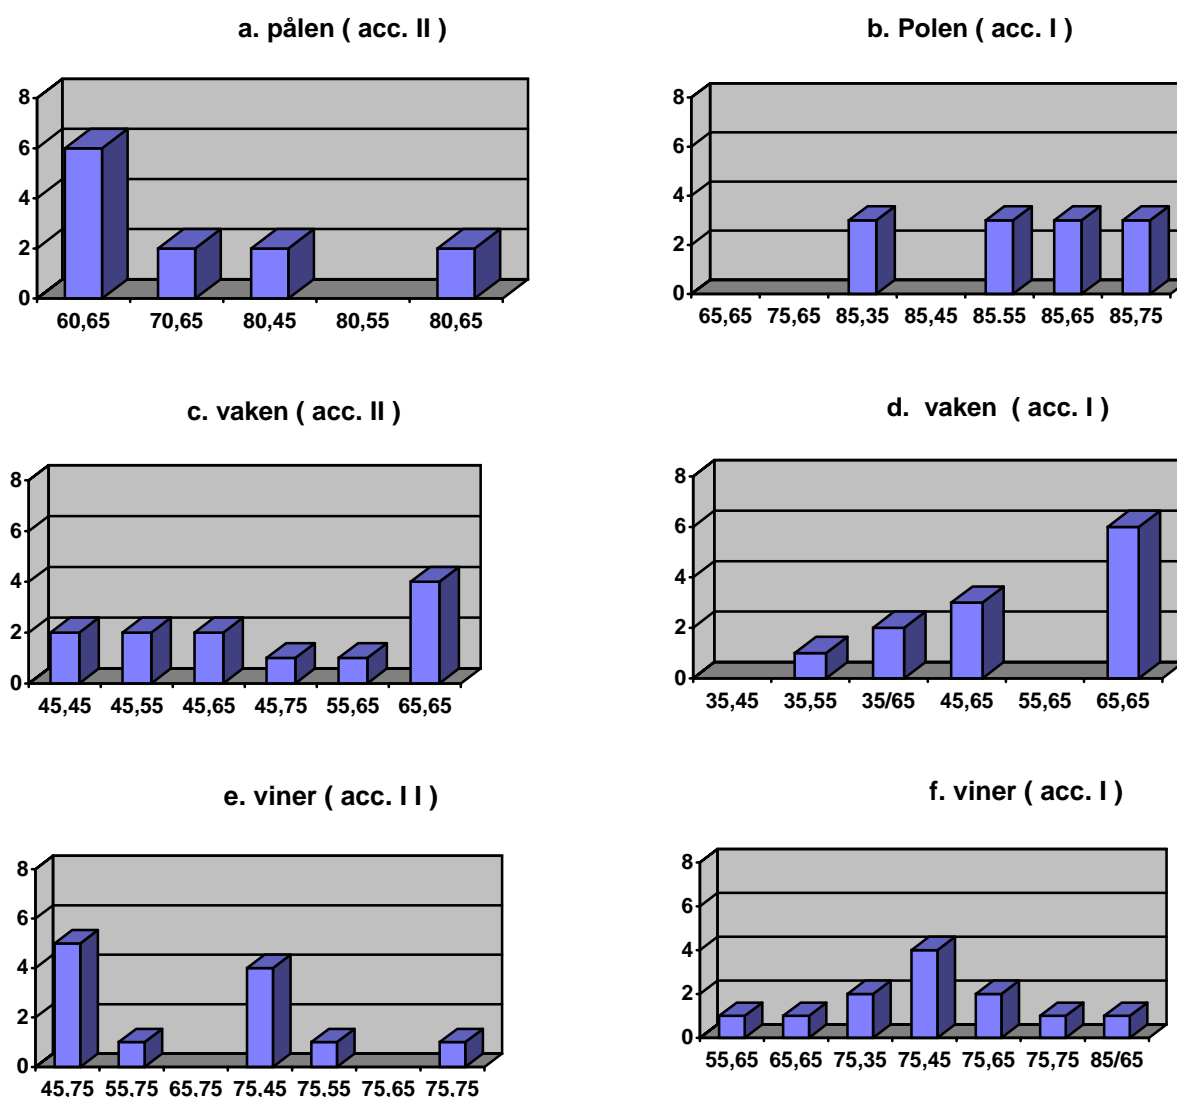 a. pålen ( acc. II )
8
6
4
2
0
60,65 70,65 80,45 80,55 80,65
b. Polen ( acc. I )
8
6
4
2
0
65,65 75,65 85,35 85,45 85.55 85,65 85,75
c. vaken ( acc. II )
8
6
4
2
0
45,45 45,55 45,65 45,75 55,65 65,65
d. vaken ( acc. I )
8
6
4
2
0
35,45 35,55 35/65 45,65 55,65 65,65
e. viner ( acc. I I )
8
6
4
2
0
45,75 55,75 65,75 75,45 75,55 75,65 75,75
f. viner ( acc. I )
8
6
4
2
0
55,65 65,65 75,35 75,45 75,65 75,75 85/65